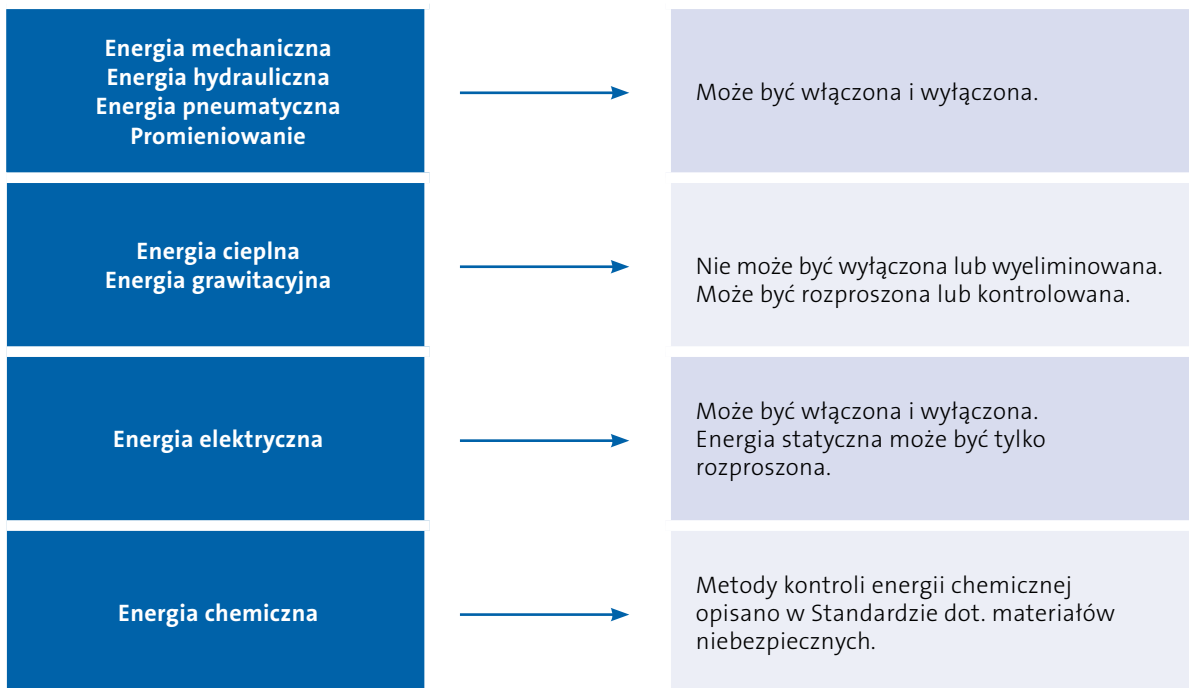 Energia mechaniczna
Energia hydrauliczna
Energia pneumatyczna
Promieniowanie
Może być włączona i wyłączona.
Energia cieplna
Energia grawitacyjna
Nie może być wyłączona lub wyeliminowana.
Może być rozproszona lub kontrolowana.
Energia elektryczna
Może być włączona i wyłączona.
Energia statyczna może być tylko
rozproszona.
Energia chemiczna
Metody kontroli energii chemicznej
opisano w Standardzie dot. materiałów
niebezpiecznych.